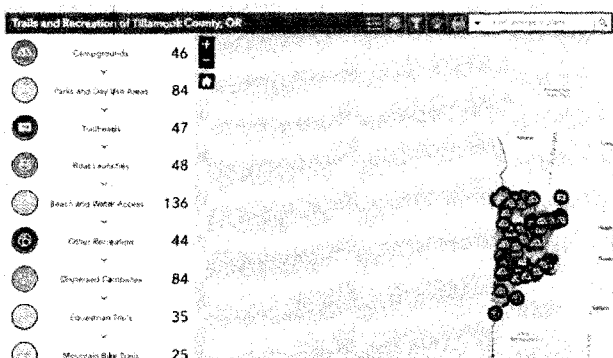 Trails and Recreation of Tillamook County, OR
Campgrounds 46
Parks and Day Use Areas 84
Trailheads 47
Boat Launches 48
Beach and Water Access 136
Other Recreation 44
Dispersed Campsites 84
Equestrian Trails 35
Mountain Bike Trails 25